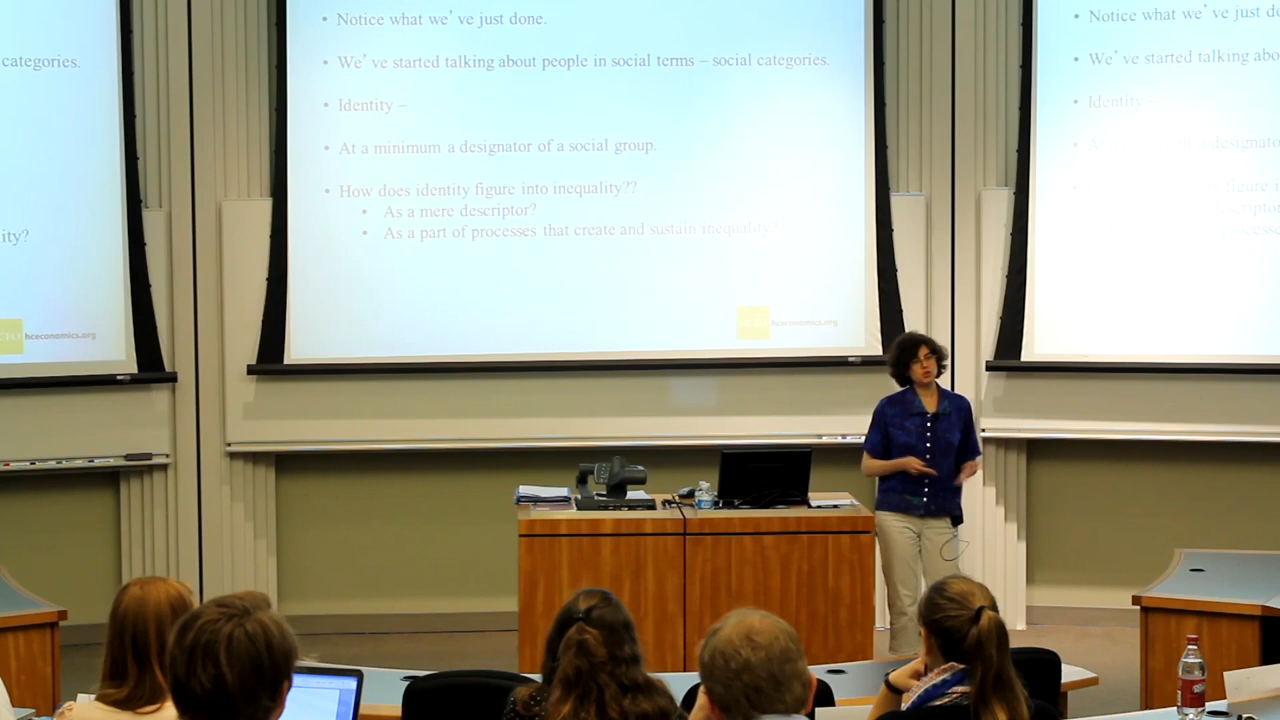 categories.
ity?
hceconomics.org
• Notice what we've just done.
• We've started talking about people in social terms – social categories.
• Identity –
• At a minimum a designator of a social group.
• How does identity figure into inequality??
• As a mere descriptor?
• As a part of processes that create and sustain inequality?
hceconomics.org
• Notice what we've just do
• We've started talking abo
• Identity –